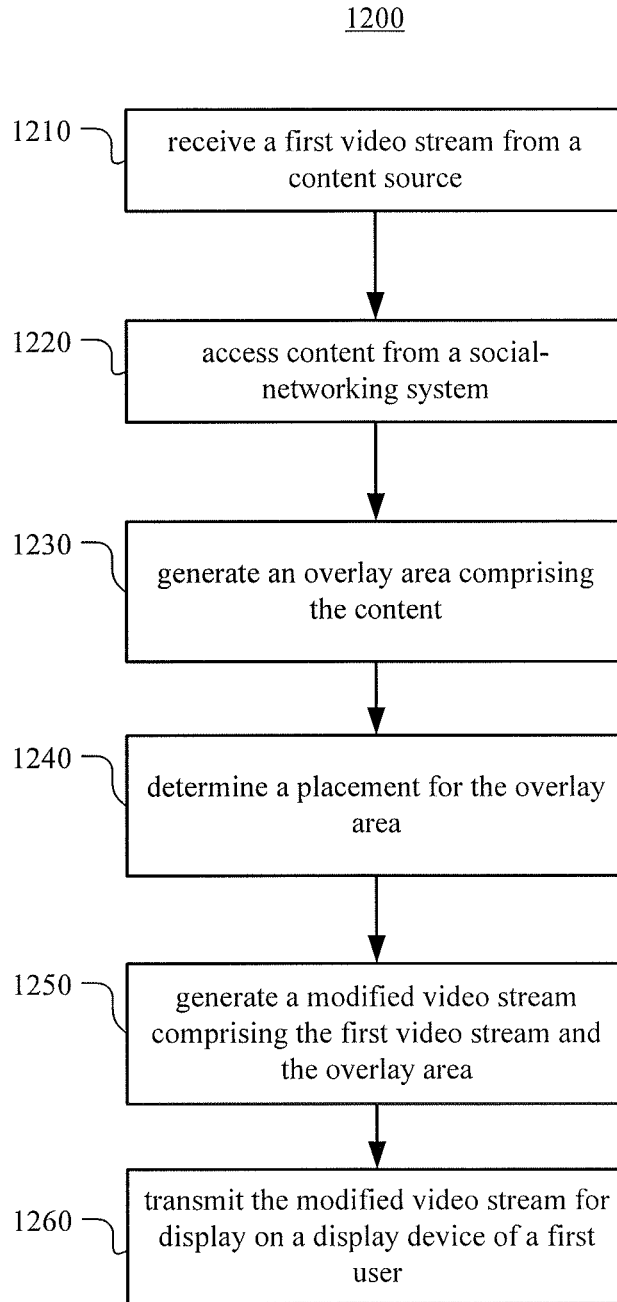 1200
1210
receive a first video stream from a
content source
1220
access content from a social-
networking system
1230
generate an overlay area comprising
the content
1240
determine a placement for the overlay
area
1250
generate a modified video stream
comprising the first video stream and
the overlay area
1260
transmit the modified video stream for
display on a display device of a first
user